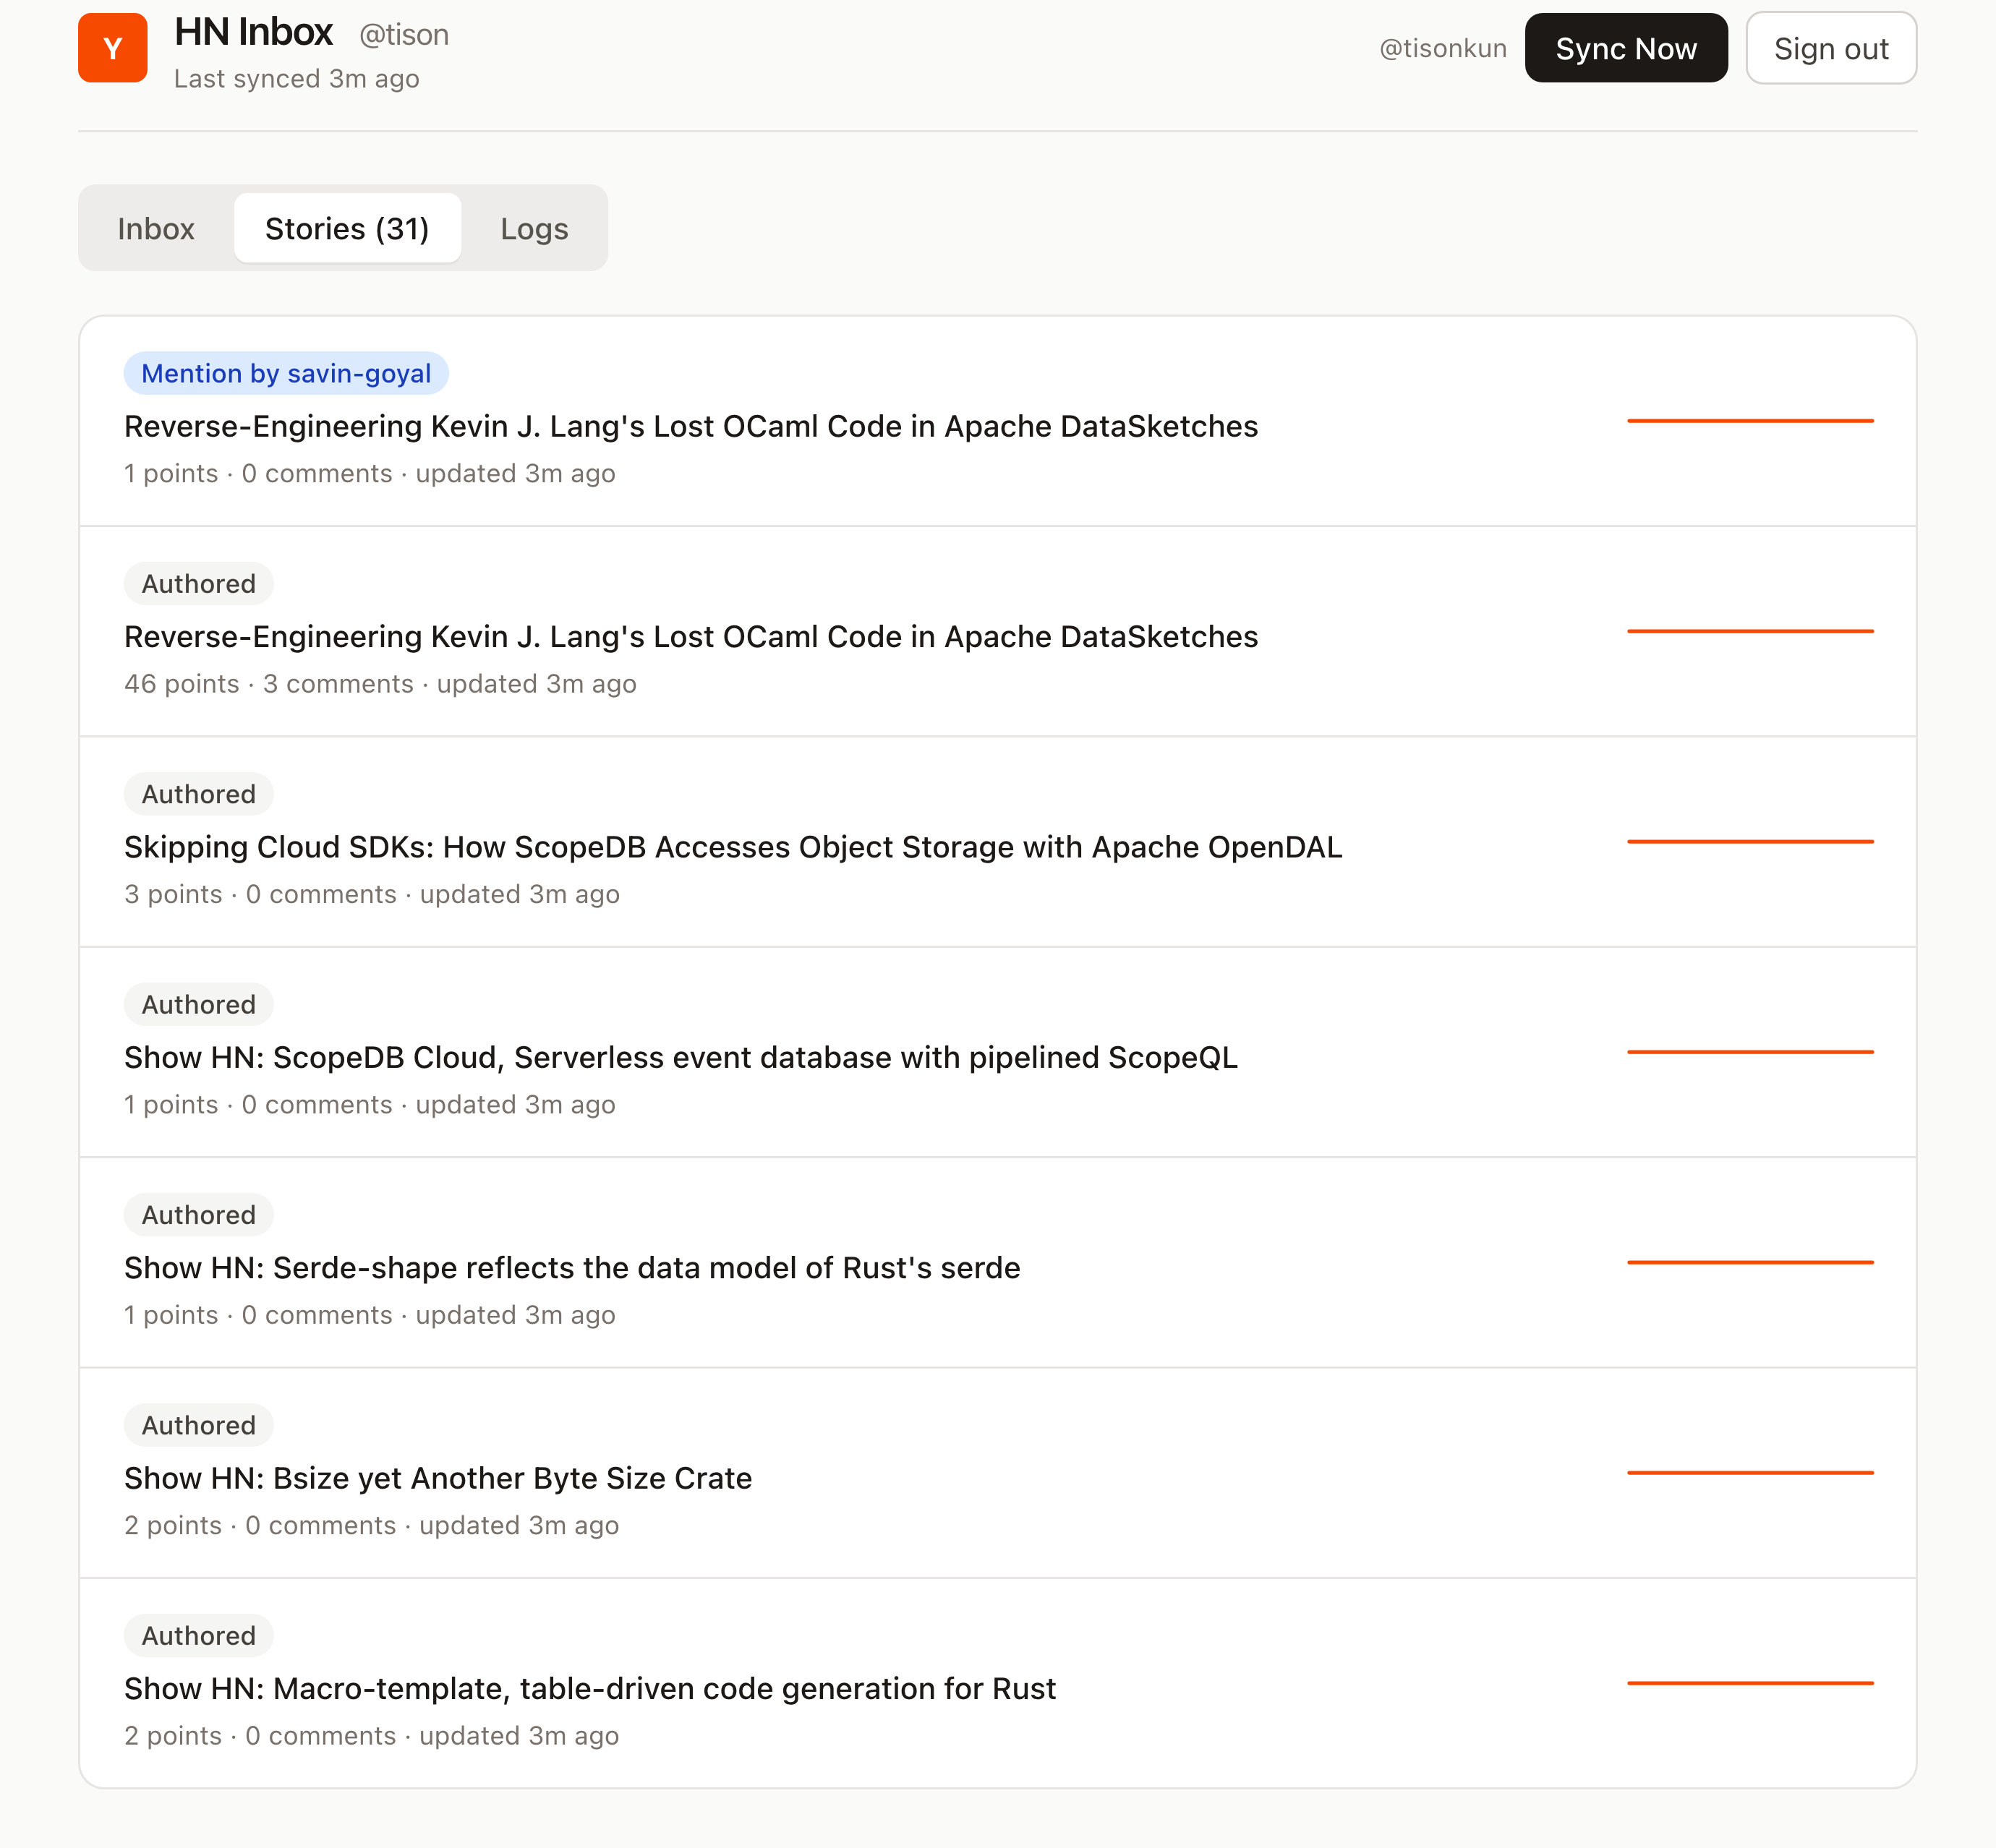 Y
HN Inbox @tison
Last synced 3m ago
@tisonkun
Sync Now
Sign out
Inbox
Stories (31)
Logs
Mention by savin-goyal
Reverse-Engineering Kevin J. Lang's Lost OCaml Code in Apache DataSketches
1 points · 0 comments · updated 3m ago
Authored
Reverse-Engineering Kevin J. Lang's Lost OCaml Code in Apache DataSketches
46 points · 3 comments · updated 3m ago
Authored
Skipping Cloud SDKs: How ScopeDB Accesses Object Storage with Apache OpenDAL
3 points · 0 comments · updated 3m ago
Authored
Show HN: ScopeDB Cloud, Serverless event database with pipelined ScopeQL
1 points · 0 comments · updated 3m ago
Authored
Show HN: Serde-shape reflects the data model of Rust's serde
1 points · 0 comments · updated 3m ago
Authored
Show HN: Bsize yet Another Byte Size Crate
2 points · 0 comments · updated 3m ago
Authored
Show HN: Macro-template, table-driven code generation for Rust
2 points · 0 comments · updated 3m ago